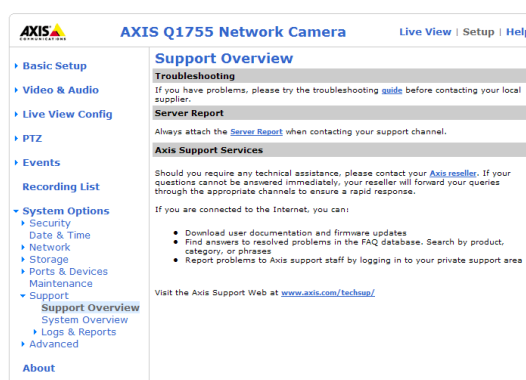 AXIS
COMMUNICATIONS
AXIS Q1755 Network Camera
Live View | Setup | Help
Basic Setup
Video & Audio
Live View Config
PTZ
Events
Recording List
System Options
Security
Date & Time
Network
Storage
Ports & Devices
Maintenance
Support
Support Overview
System Overview
Logs & Reports
Advanced
About
Support Overview
Troubleshooting
If you have problems, please try the troubleshooting guide before contacting your local
supplier.
Server Report
Always attach the Server Report when contacting your support channel.
Axis Support Services
Should you require any technical assistance, please contact your Axis reseller. If your
questions cannot be answered immediately, your reseller will forward your queries
through the appropriate channels to ensure a rapid response.
If you are connected to the Internet, you can:
Download user documentation and firmware updates
Find answers to resolved problems in the FAQ database. Search by product,
category, or phrases
Report problems to Axis support staff by logging in to your private support area
Visit the Axis Support Web at www.axis.com/techsup/